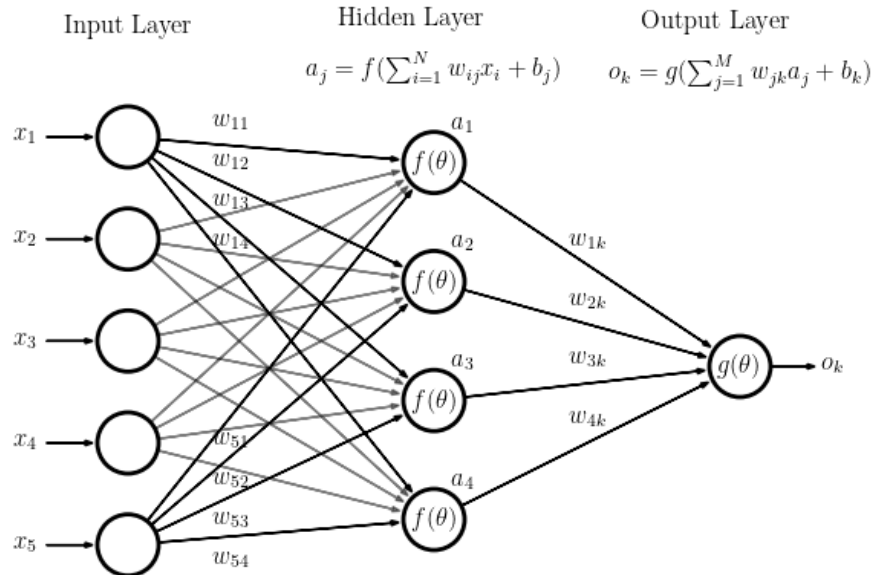 Input Layer
Hidden Layer
Output Layer
a_j = f(∑_{i=1}^{N} w_{ij}x_i + b_j)
o_k = g(∑_{j=1}^{M} w_{jk}a_j + b_k)
x_1
x_2
x_3
x_4
x_5
w_{11}
w_{12}
w_{13}
w_{14}
w_{51}
w_{52}
w_{53}
w_{54}
a_1
f(θ)
a_2
f(θ)
a_3
f(θ)
a_4
f(θ)
w_{1k}
w_{2k}
w_{3k}
w_{4k}
g(θ)
o_k